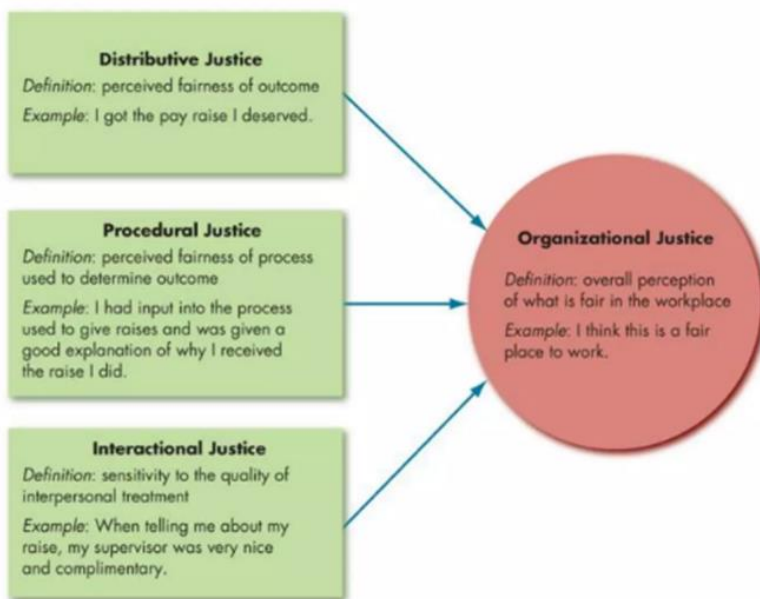 Distributive Justice
Definition: perceived fairness of outcome
Example: I got the pay raise I deserved.
Procedural Justice
Definition: perceived fairness of process
used to determine outcome
Example: I had input into the process
used to give raises and was given a
good explanation of why I received
the raise I did.
Interactional Justice
Definition: sensitivity to the quality of
interpersonal treatment
Example: When telling me about my
raise, my supervisor was very nice
and complimentary.
Organizational Justice
Definition: overall perception
of what is fair in the workplace
Example: I think this is a fair
place to work.